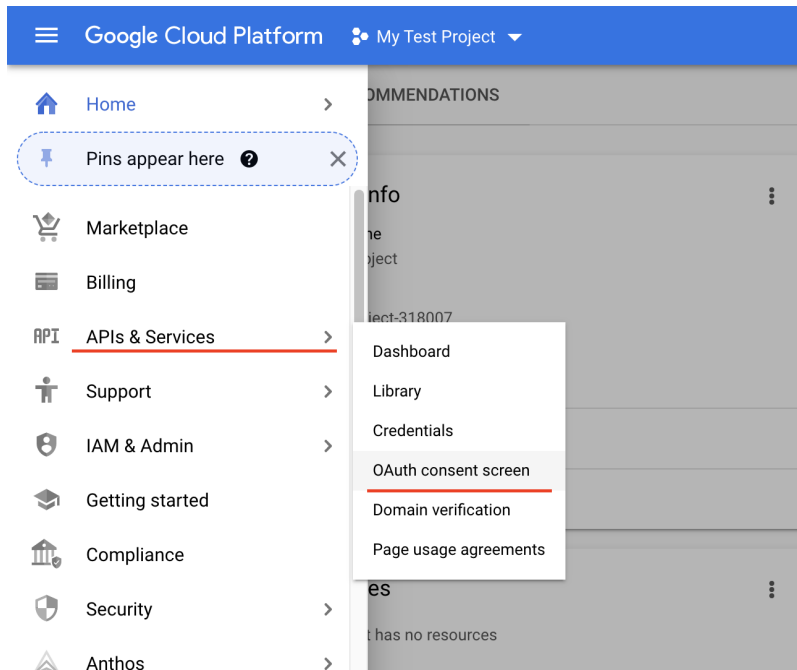 Google Cloud Platform My Test Project
OMMENDATIONS
Home
Pins appear here ?
nfo
Marketplace
me
oject
Billing
ject-318007
API APIs & Services
Dashboard
Library
Support
Credentials
IAM & Admin
OAuth consent screen
Getting started
Domain verification
Compliance
Page usage agreements
es
Security
t has no resources
Anthos